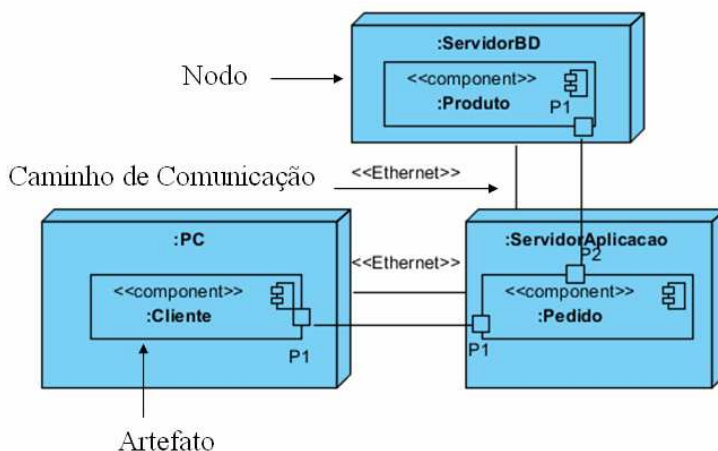 :ServidorBD
Nodo
<<component>>
:Produto
P1
Caminho de Comunicação
<<Ethernet>>
:PC
:ServidorAplicacao
<<Ethernet>>
P2
<<component>>
:Cliente
<<component>>
:Pedido
P1
P1
Artefato